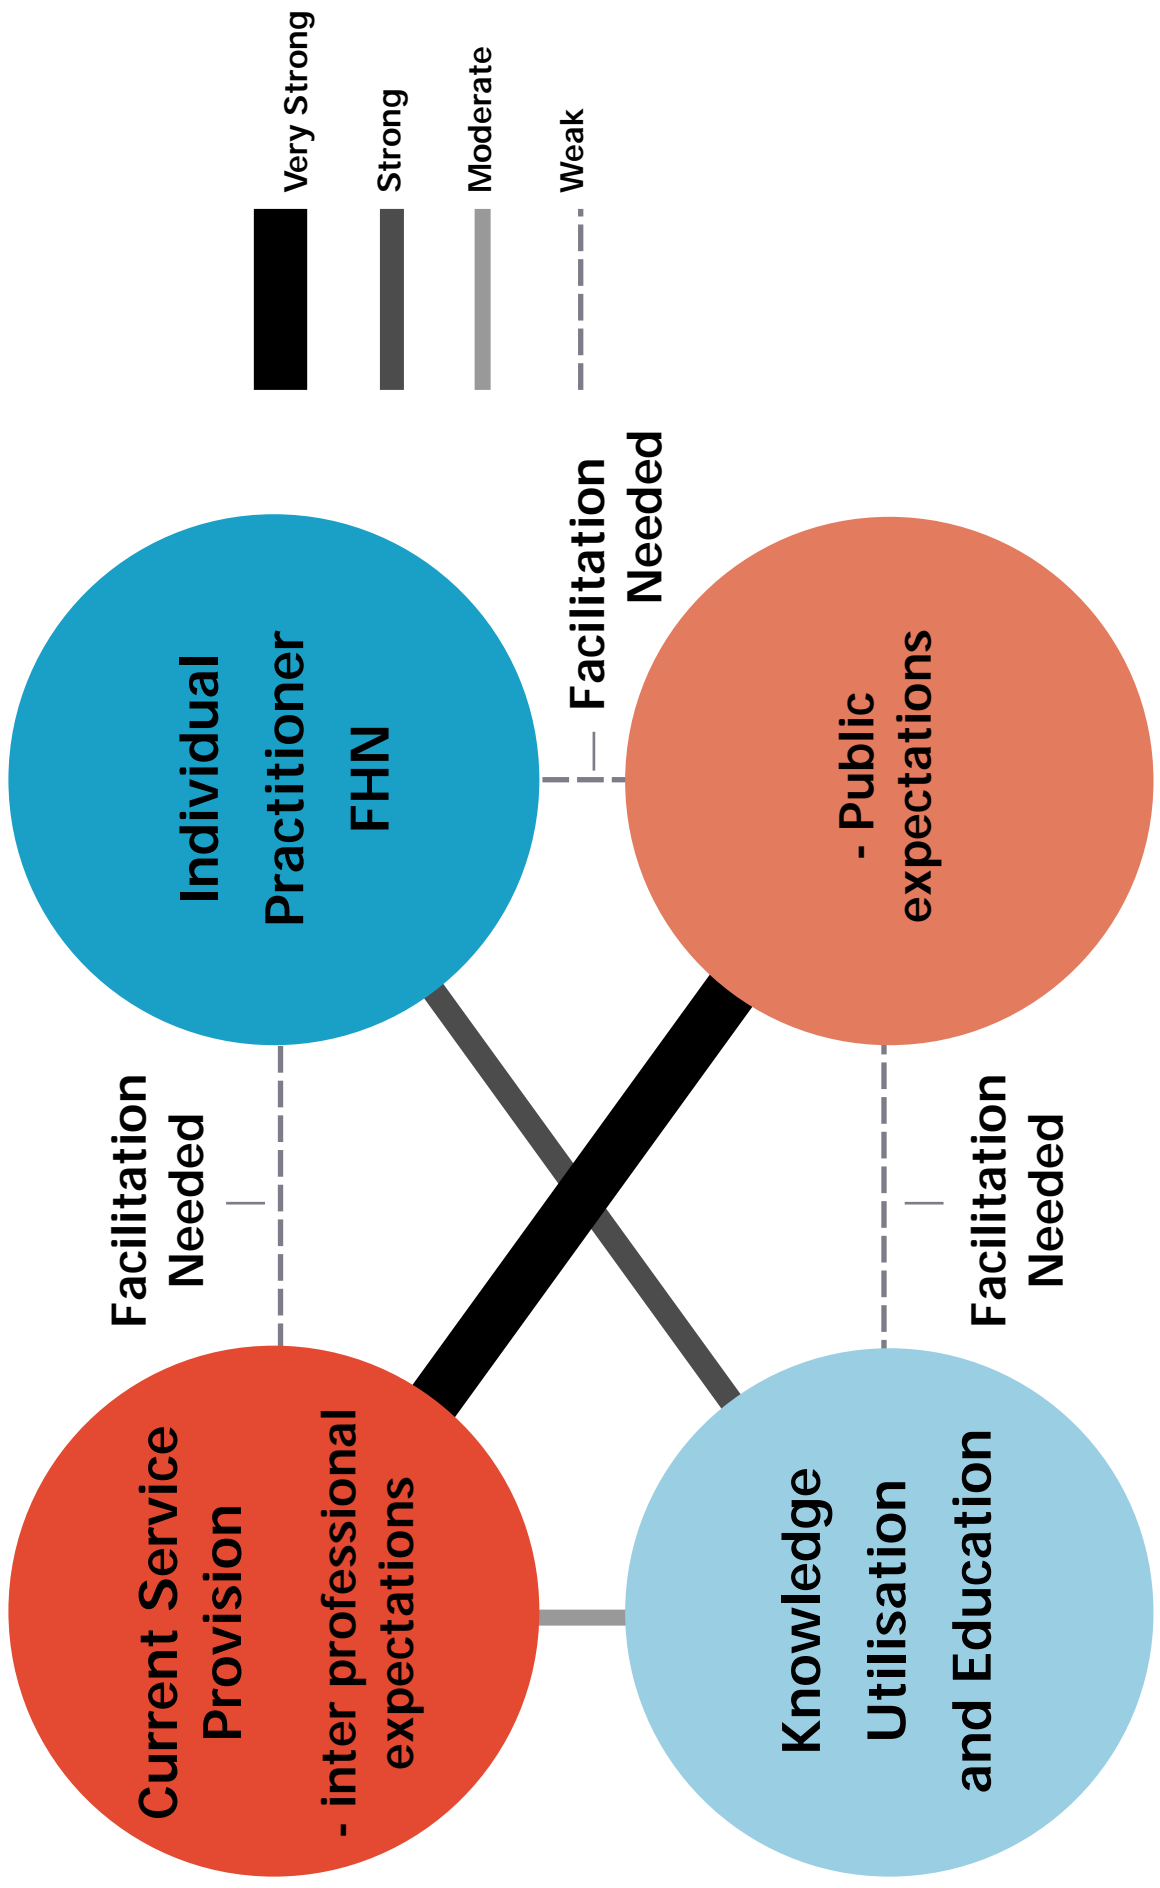 Current Service
Provision
- inter professional
expectations
Facilitation
Needed
Individual
Practitioner
FHN
Very Strong
Strong
Moderate
Weak
Facilitation
Needed
Knowledge
Utilisation
and Education
Facilitation
Needed
- Public
expectations